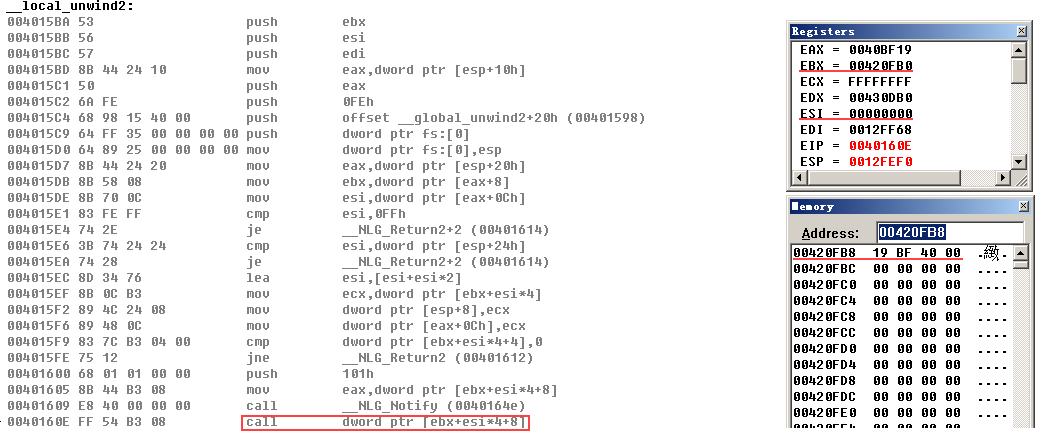 __local_unwind2:
004015BA 53 push ebx
004015BB 56 push esi
004015BC 57 push edi
004015BD 8B 44 24 10 mov eax,dword ptr [esp+10h]
004015C1 50 push eax
004015C2 6A FE push 0FEh
004015C4 68 98 15 40 00 push offset __global_unwind2+20h (00401598)
004015C9 64 FF 35 00 00 00 00 push dword ptr fs:[0]
004015D0 64 89 25 00 00 00 00 mov dword ptr fs:[0],esp
004015D7 8B 44 24 20 mov eax,dword ptr [esp+20h]
004015DB 8B 58 08 mov ebx,dword ptr [eax+8]
004015DE 8B 70 0C mov esi,dword ptr [eax+0Ch]
004015E1 83 FE FF cmp esi,0FFh
004015E4 74 2E je __NLG_Return2+2 (00401614)
004015E6 3B 74 24 24 cmp esi,dword ptr [esp+24h]
004015EA 74 28 je __NLG_Return2+2 (00401614)
004015EC 8D 34 76 lea esi,[esi+esi*2]
004015EF 8B 0C B3 mov ecx,dword ptr [ebx+esi*4]
004015F2 89 4C 24 08 mov dword ptr [esp+8],ecx
004015F6 89 48 0C mov dword ptr [eax+0Ch],ecx
004015F9 83 7C B3 04 00 cmp dword ptr [ebx+esi*4+4],0
004015FE 75 12 jne __NLG_Return2 (00401612)
00401600 68 01 01 00 00 push 101h
00401605 8B 44 B3 08 mov eax,dword ptr [ebx+esi*4+8]
00401609 E8 40 00 00 00 call __NLG_Notify (0040164e)
0040160E FF 54 B3 08 call dword ptr [ebx+esi*4+8]
Registers
EAX = 0040BF19
EBX = 00420FB0
ECX = FFFFFFFF
EDX = 00430DB0
ESI = 00000000
EDI = 0012FF68
EIP = 0040160E
ESP = 0012FEF0
Memory
Address: 00420FB8
00420FB8 19 BF 40 00 .緻.
00420FBC 00 00 00 00 ....
00420FC0 00 00 00 00 ....
00420FC4 00 00 00 00 ....
00420FC8 00 00 00 00 ....
00420FCC 00 00 00 00 ....
00420FD0 00 00 00 00 ....
00420FD4 00 00 00 00 ....
00420FD8 00 00 00 00 ....
00420FDC 00 00 00 00 ....
00420FE0 00 00 00 00 ....